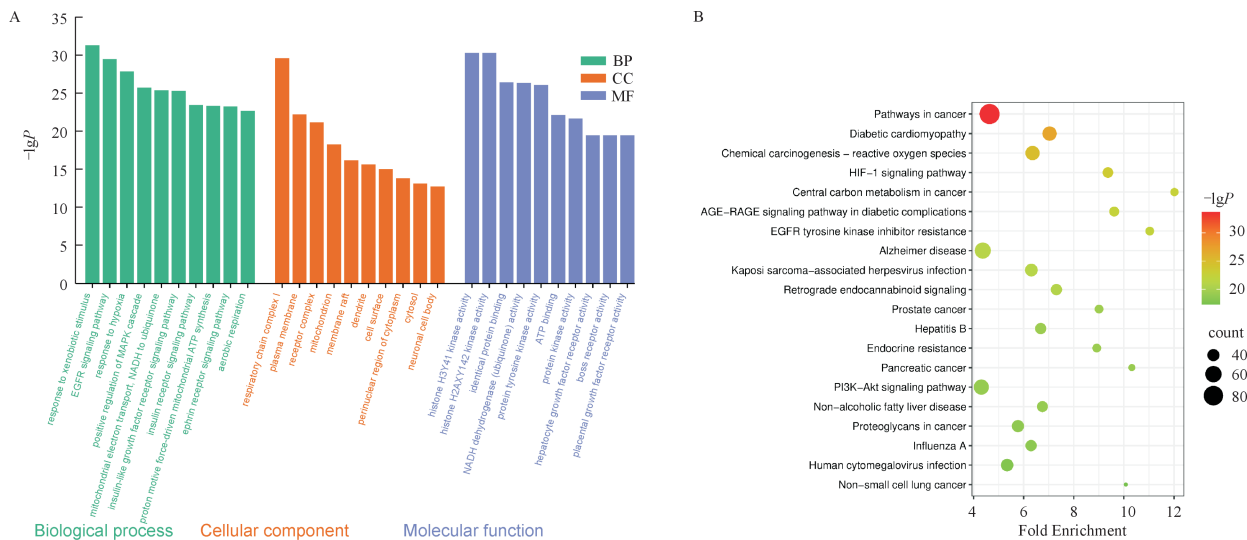 A
35
30
25
20
15
10
5
0
−lgP
BP
CC
MF
response to xenobiotic stimulus
EGFR signaling pathway
response to hypoxia
positive regulation of MAPK cascade
mitochondrial electron transport, NADH to ubiquinone
insulin-like growth factor receptor signaling pathway
insulin receptor signaling pathway
proton motive force-driven mitochondrial ATP synthesis
ephrin receptor signaling pathway
aerobic respiration
respiratory chain complex I
plasma membrane
receptor complex
mitochondrion
membrane raft
dendrite
cell surface
perinuclear region of cytoplasm
cytosol
neuronal cell body
histone H3Y41 kinase activity
histone H2AXY142 kinase activity
identical protein binding
NADH dehydrogenase (ubiquinone) activity
protein tyrosine kinase activity
ATP binding
protein kinase activity
hepatocyte growth factor receptor activity
boss receptor activity
placental growth factor receptor activity
Biological process
Cellular component
Molecular function
B
Pathways in cancer
Diabetic cardiomyopathy
Chemical carcinogenesis − reactive oxygen species
HIF−1 signaling pathway
Central carbon metabolism in cancer
AGE−RAGE signaling pathway in diabetic complications
EGFR tyrosine kinase inhibitor resistance
Alzheimer disease
Kaposi sarcoma−associated herpesvirus infection
Retrograde endocannabinoid signaling
Prostate cancer
Hepatitis B
Endocrine resistance
Pancreatic cancer
PI3K−Akt signaling pathway
Non−alcoholic fatty liver disease
Proteoglycans in cancer
Influenza A
Human cytomegalovirus infection
Non−small cell lung cancer
4 6 8 10 12
Fold Enrichment
−lgP
30
25
20
count
40
60
80